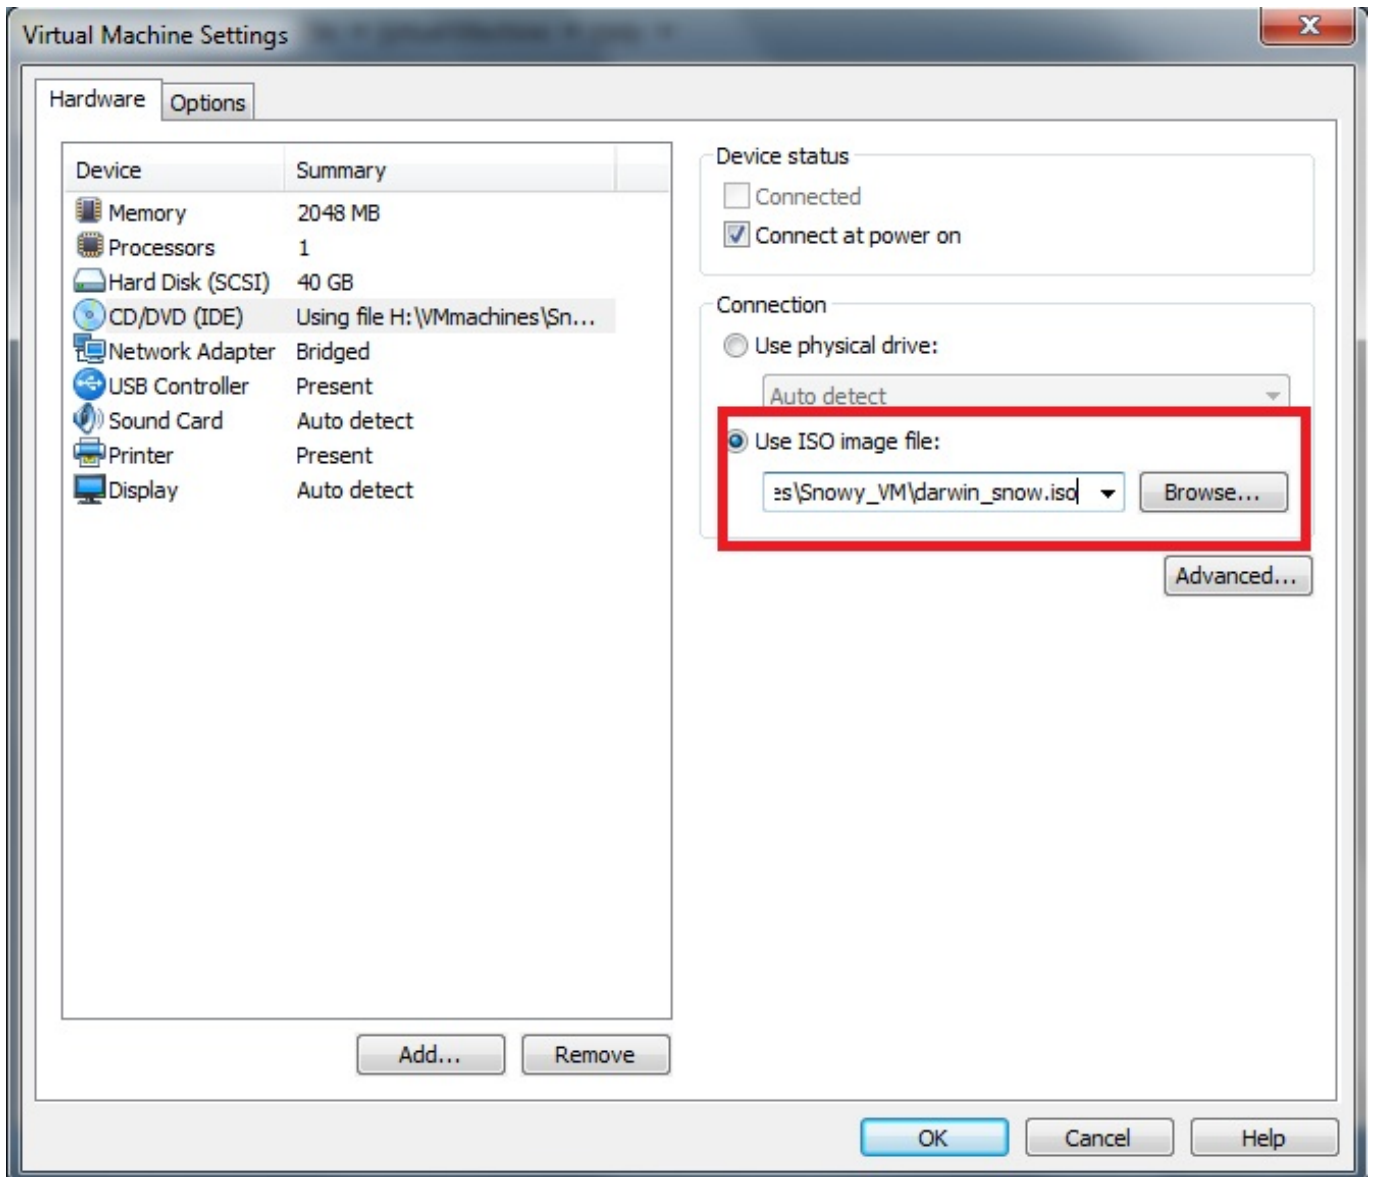 Virtual Machine Settings
Hardware
Options
Device Summary
Memory 2048 MB
Processors 1
Hard Disk (SCSI) 40 GB
CD/DVD (IDE) Using file H:\VMmachines\Sn...
Network Adapter Bridged
USB Controller Present
Sound Card Auto detect
Printer Present
Display Auto detect
Add...
Remove
Device status
Connected
Connect at power on
Connection
Use physical drive:
Auto detect
Use ISO image file:
es\Snowy_VM\darwin_snow.iso
Browse...
Advanced...
OK
Cancel
Help